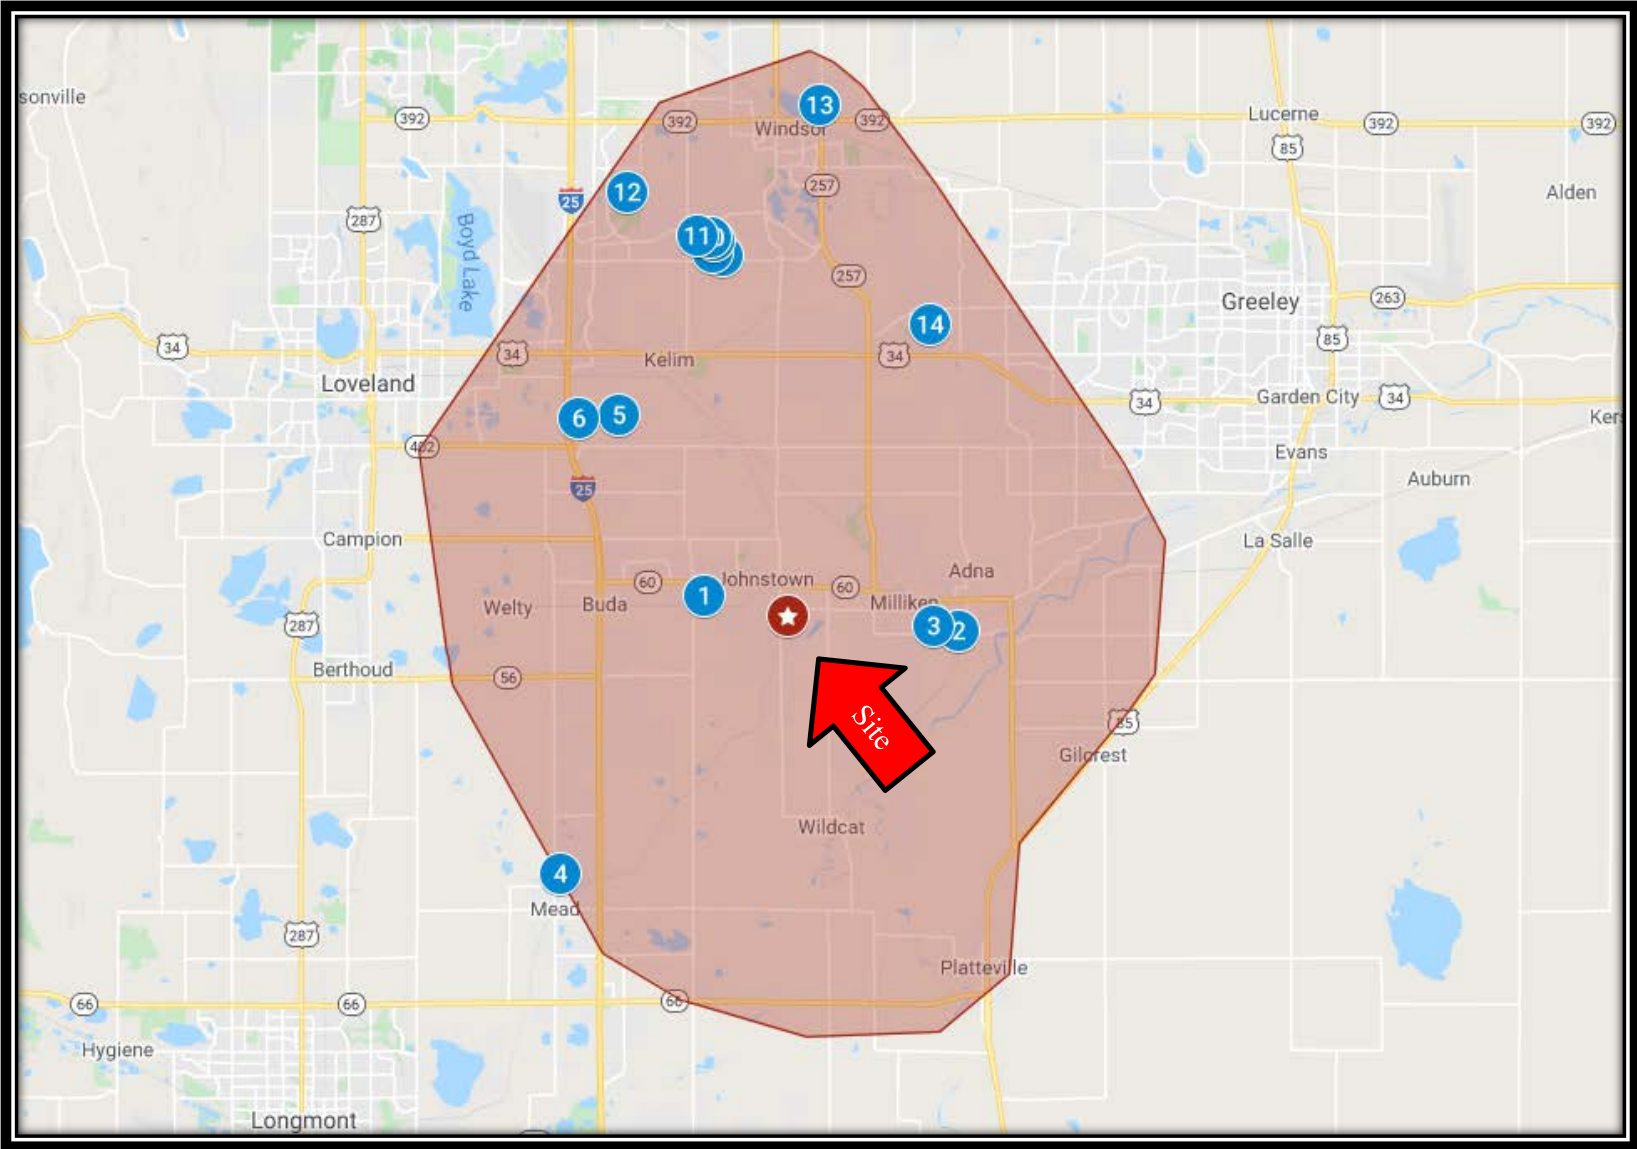 sonville
392
392
13
392
Windsor
Lucerne
392
392
85
12
257
25
Alden
287
Boyd Lake
11
257
Greeley
263
14
34
34
Kelim
34
85
Loveland
34
Garden City
34
6
5
Ker
402
Evans
25
Auburn
Campion
La Salle
60
Johnstown
60
Adna
1
Welty
Buda
Milliken
287
3
2
Berthoud
56
Site
85
Gilcrest
Wildcat
4
Mead
287
Platteville
66
66
66
Hygiene
Longmont